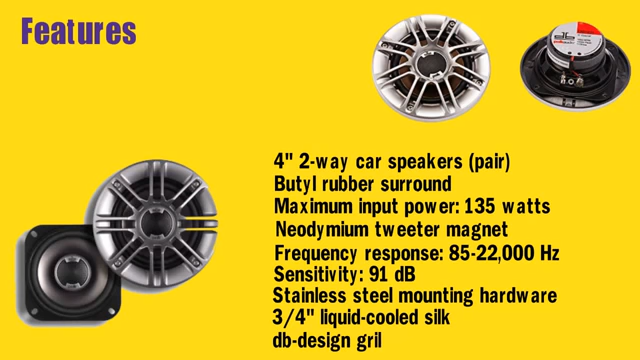 Features
db
4" 2-way car speakers (pair)
Butyl rubber surround
Maximum input power: 135 watts
Neodymium tweeter magnet
Frequency response: 85-22,000 Hz
Sensitivity: 91 dB
Stainless steel mounting hardware
3/4" liquid-cooled silk
db-design gril